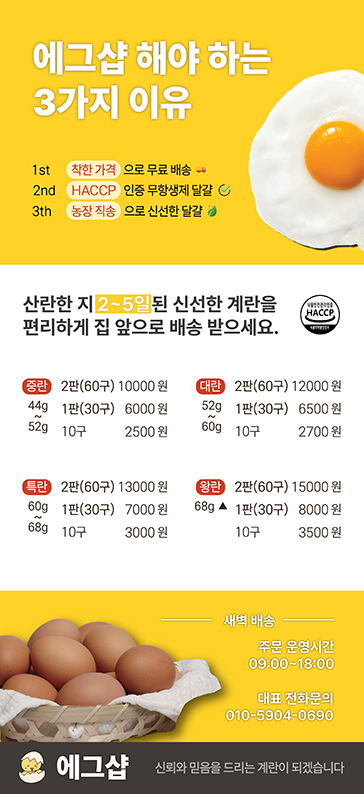 에그샵 해야 하는
3가지 이유
1st 착한 가격 으로 무료 배송
2nd HACCP 인증 무항생제 달걀
3th 농장 직송 으로 신선한 달걀
산란한 지 2~5일된 신선한 계란을
편리하게 집 앞으로 배송 받으세요.
HACCP
중란 2판(60구) 10000 원
44g ~ 52g
1판(30구) 6000 원
10구 2500 원
대란 2판(60구) 12000 원
52g ~ 60g
1판(30구) 6500 원
10구 2700 원
특란 2판(60구) 13000 원
60g ~ 68g
1판(30구) 7000 원
10구 3000 원
왕란 2판(60구) 15000 원
68g ▲ 1판(30구) 8000 원
10구 3500 원
새벽 배송
주문 운영시간
09:00~18:00
대표 전화문의
010-5904-0690
에그샵 신뢰와 믿음을 드리는 계란이 되겠습니다